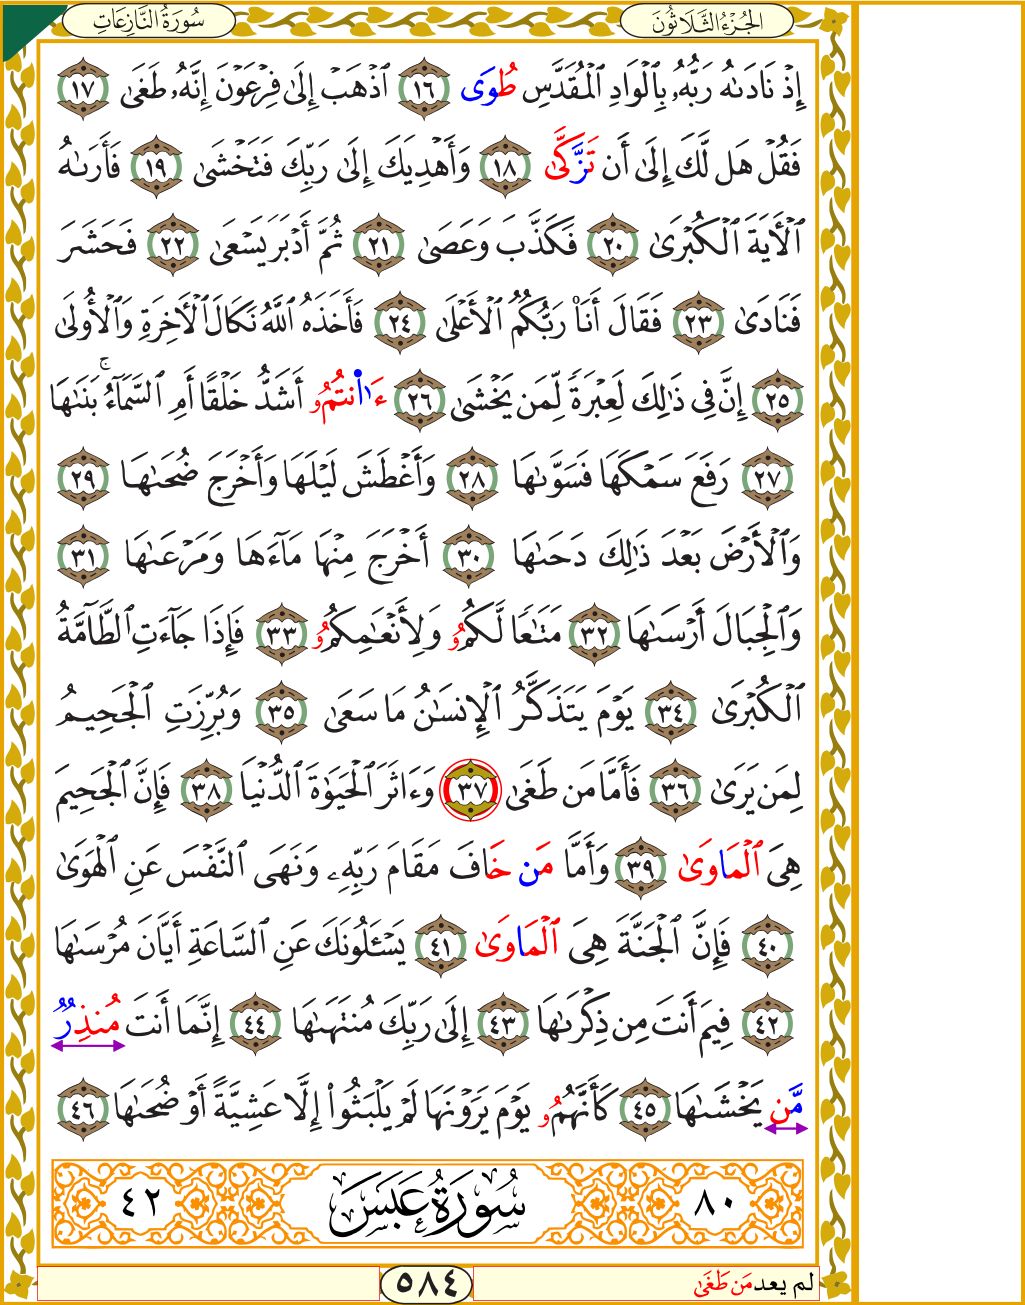 سُورَةُ النَّازِعَاتِ الجُزْءُ الثَّلَاثُونَ
إِذۡ نَادَىٰهُ رَبُّهُۥ بِٱلۡوَادِ ٱلۡمُقَدَّسِ طُوَى ١٦ ٱذۡهَبۡ إِلَىٰ فِرۡعَوۡنَ إِنَّهُۥ طَغَىٰ ١٧
فَقُلۡ هَل لَّكَ إِلَىٰٓ أَن تَزَّكَّىٰ ١٨ وَأَهۡدِيَكَ إِلَىٰ رَبِّكَ فَتَخۡشَىٰ ١٩ فَأَرَىٰهُ
ٱلۡأٓيَةَ ٱلۡكُبۡرَىٰ ٢٠ فَكَذَّبَ وَعَصَىٰ ٢١ ثُمَّ أَدۡبَرَ يَسۡعَىٰ ٢٢ فَحَشَرَ
فَنَادَىٰ ٢٣ فَقَالَ أَنَا۠ رَبُّكُمُ ٱلۡأَعۡلَىٰ ٢٤ فَأَخَذَهُ ٱللَّهُ نَكَالَ ٱلۡأٓخِرَةِ وَٱلۡأُولَىٰٓ
٢٥ إِنَّ فِي ذَٰلِكَ لَعِبۡرَةٗ لِّمَن يَخۡشَىٰٓ ٢٦ ءَاٰنتُمُۥ أَشَدُّ خَلۡقًا أَمِ ٱلسَّمَآءُۚ بَنَىٰهَا
٢٧ رَفَعَ سَمۡكَهَا فَسَوَّىٰهَا ٢٨ وَأَغۡطَشَ لَيۡلَهَا وَأَخۡرَجَ ضُحَىٰهَا ٢٩
وَٱلۡأَرۡضَ بَعۡدَ ذَٰلِكَ دَحَىٰهَآ ٣٠ أَخۡرَجَ مِنۡهَا مَآءَهَا وَمَرۡعَىٰهَا ٣١
وَٱلۡجِبَالَ أَرۡسَىٰهَا ٣٢ مَتَٰعٗا لَّكُمُۥ وَلِأَنۡعَٰمِكُمُۥ ٣٣ فَإِذَا جَآءَتِ ٱلطَّآمَّةُ
ٱلۡكُبۡرَىٰ ٣٤ يَوۡمَ يَتَذَكَّرُ ٱلۡإِنسَٰنُ مَا سَعَىٰ ٣٥ وَبُرِّزَتِ ٱلۡجَحِيمُ
لِمَن يَرَىٰ ٣٦ فَأَمَّا مَن طَغَىٰ ٣٧ وَءَاثَرَ ٱلۡحَيَوٰةَ ٱلدُّنۡيَا ٣٨ فَإِنَّ ٱلۡجَحِيمَ
هِيَ ٱلۡمَاوَىٰ ٣٩ وَأَمَّا مَن خَافَ مَقَامَ رَبِّهِۦ وَنَهَى ٱلنَّفۡسَ عَنِ ٱلۡهَوَىٰ
٤٠ فَإِنَّ ٱلۡجَنَّةَ هِيَ ٱلۡمَاوَىٰ ٤١ يَسۡـَٔلُونَكَ عَنِ ٱلسَّاعَةِ أَيَّانَ مُرۡسَىٰهَا
٤٢ فِيمَ أَنتَ مِن ذِكۡرَىٰهَآ ٤٣ إِلَىٰ رَبِّكَ مُنتَهَىٰهَآ ٤٤ إِنَّمَآ أَنتَ مُنذِرٌ
مَّن يَخۡشَىٰهَا ٤٥ كَأَنَّهُمُۥ يَوۡمَ يَرَوۡنَهَا لَمۡ يَلۡبَثُوٓاْ إِلَّا عَشِيَّةً أَوۡ ضُحَىٰهَا ٤٦
٨٠ سُورَةُ عَبَسَ ٤٢
لم يعد مَن طَغَىٰ ٥٨٤